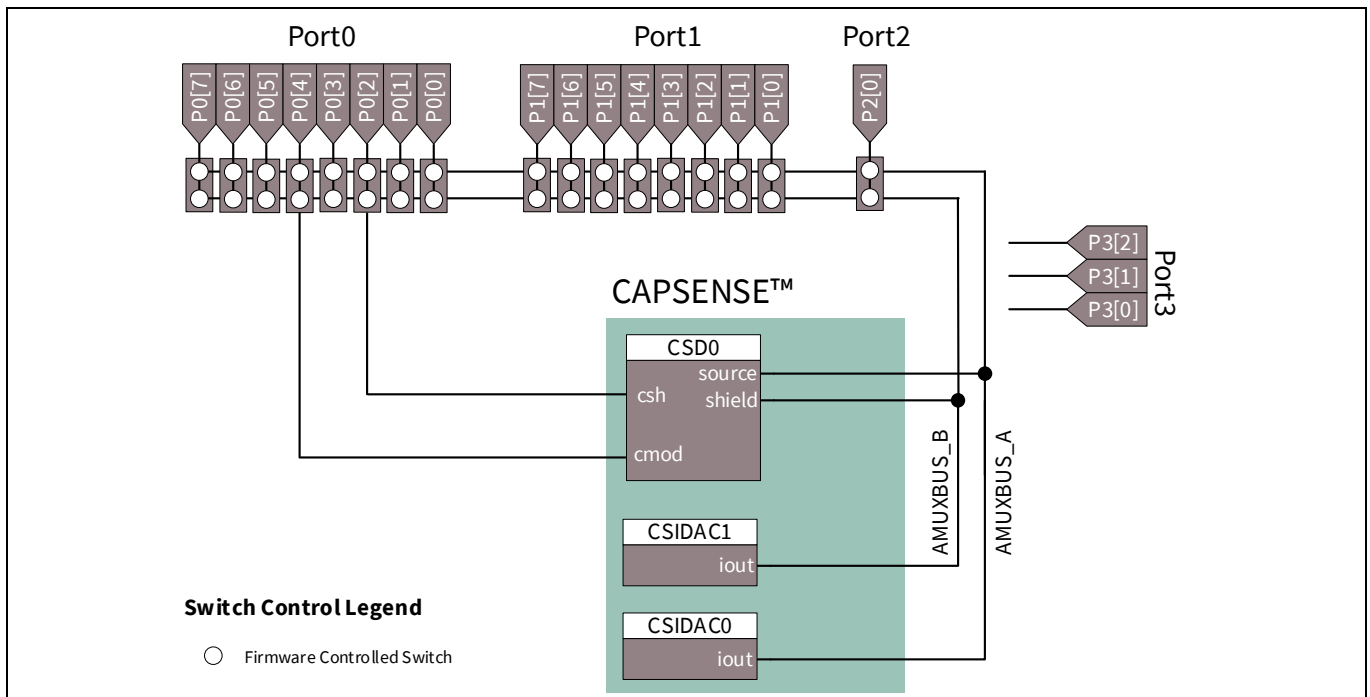 Port0
Port1
Port2
P0[7]
P0[6]
P0[5]
P0[4]
P0[3]
P0[2]
P0[1]
P0[0]
P1[7]
P1[6]
P1[5]
P1[4]
P1[3]
P1[2]
P1[1]
P1[0]
P2[0]
P3[2]
P3[1]
P3[0]
Port3
CAPSENSE™
CSD0
source
csh
shield
cmod
AMUXBUS_B
AMUXBUS_A
CSIDAC1
iout
CSIDAC0
iout
Switch Control Legend
Firmware Controlled Switch